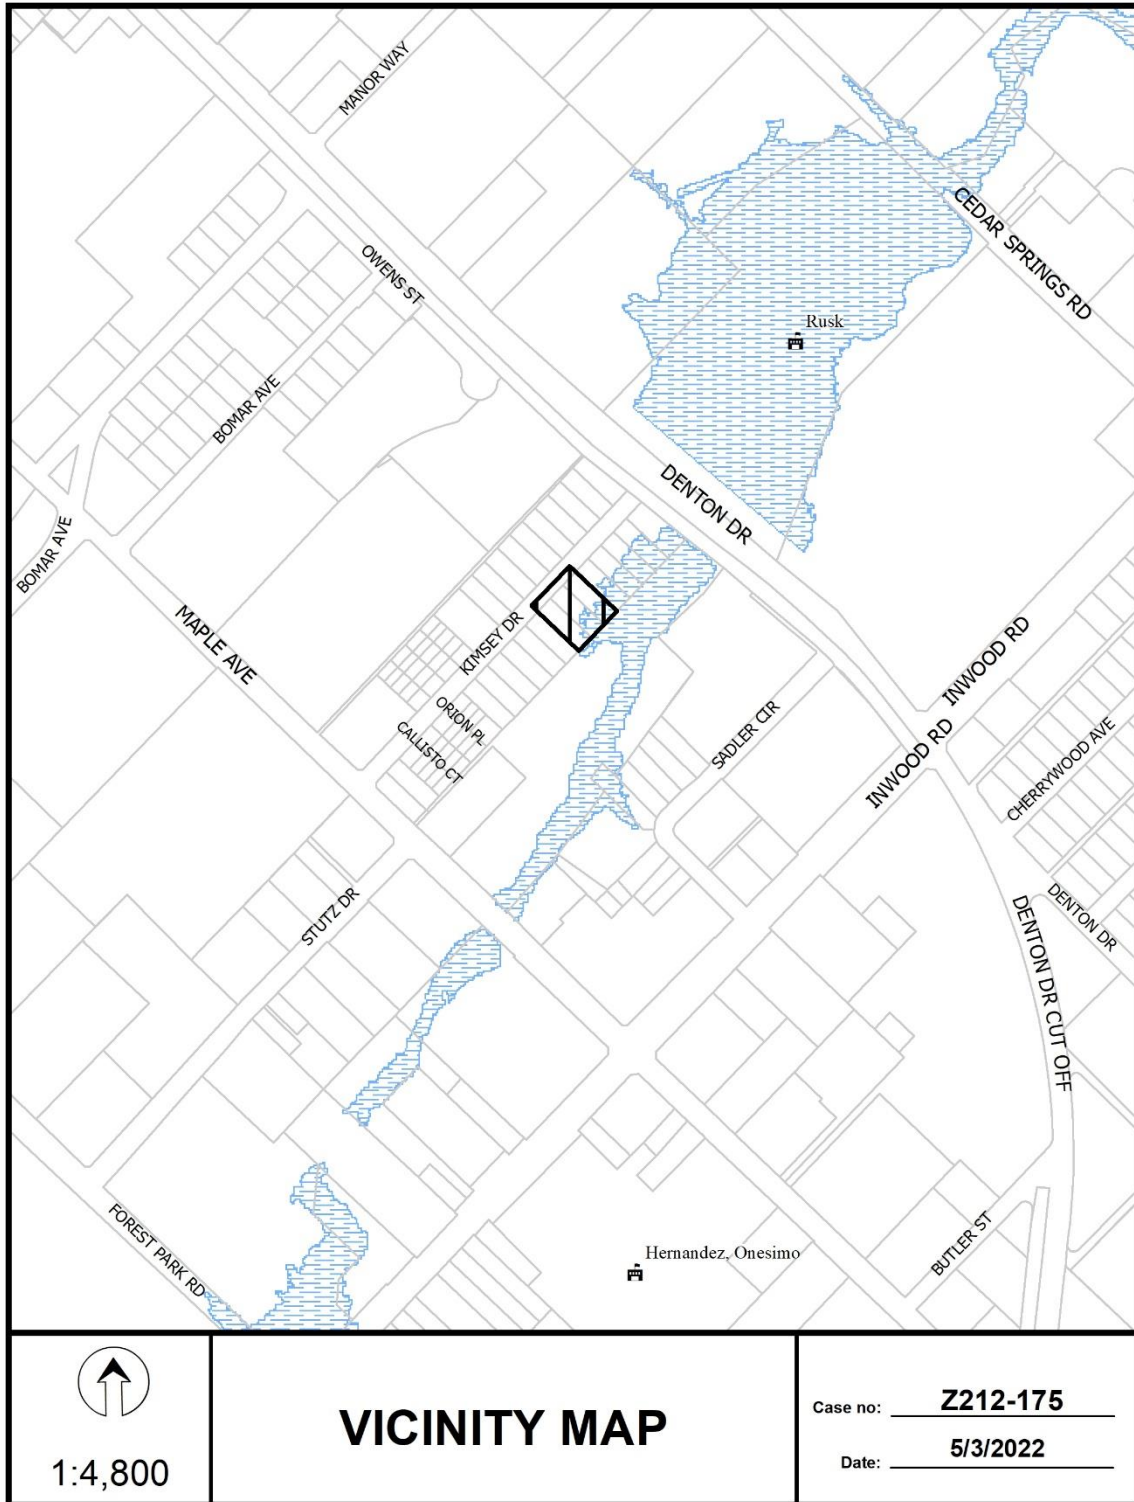 MANOR WAY
CEDAR SPRINGS RD
OWENS ST
Rusk
BOMAR AVE
DENTON DR
BOMAR AVE
MAPLE AVE
KIMSEY DR
INWOOD RD
ORION PL
CALLISTO CT
SADLER CIR
INWOOD RD
CHERRYWOOD AVE
STUTZ DR
DENTON DR
DENTON DR CUT OFF
FOREST PARK RD
BUTLER ST
Hernandez, Onesimo
1:4,800
VICINITY MAP
Case no: Z212-175
Date: 5/3/2022